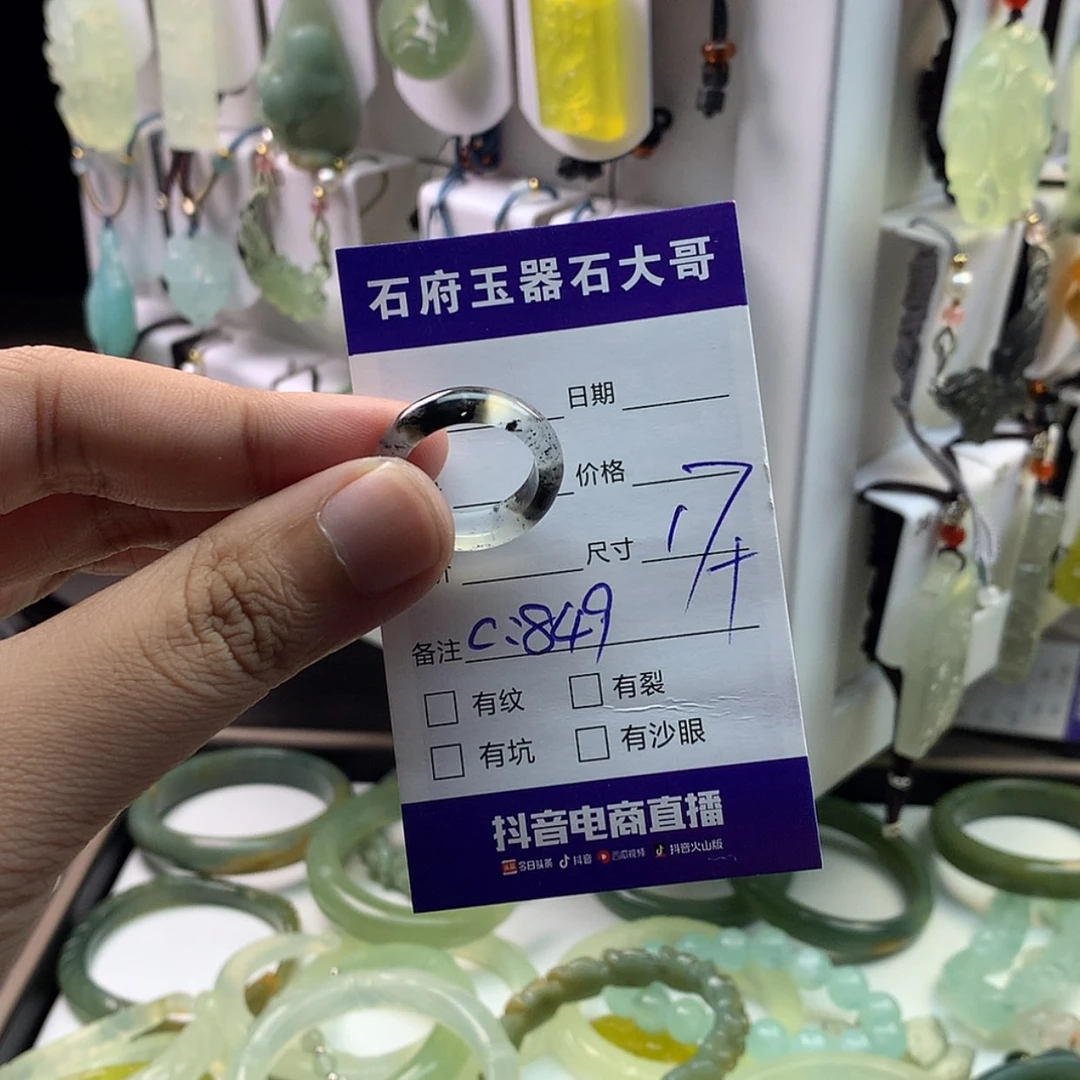 石府玉器石大哥
日期
价格
尺寸 17
备注 C:849
有纹 有裂
有坑 有沙眼
抖音电商直播
今日头条 抖音 西瓜视频 抖音火山版